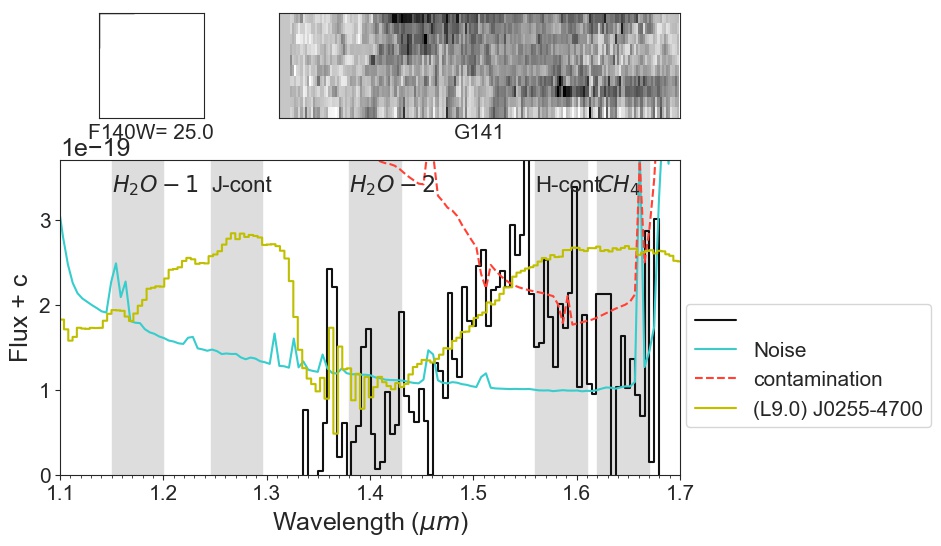 F140W= 25.0
G141
1e−19
H₂O − 1 J-cont H₂O − 2 H-cont CH₄
3
2
1
0
1.1 1.2 1.3 1.4 1.5 1.6 1.7
Flux + c
Wavelength (μm)
Noise
contamination
(L9.0) J0255-4700